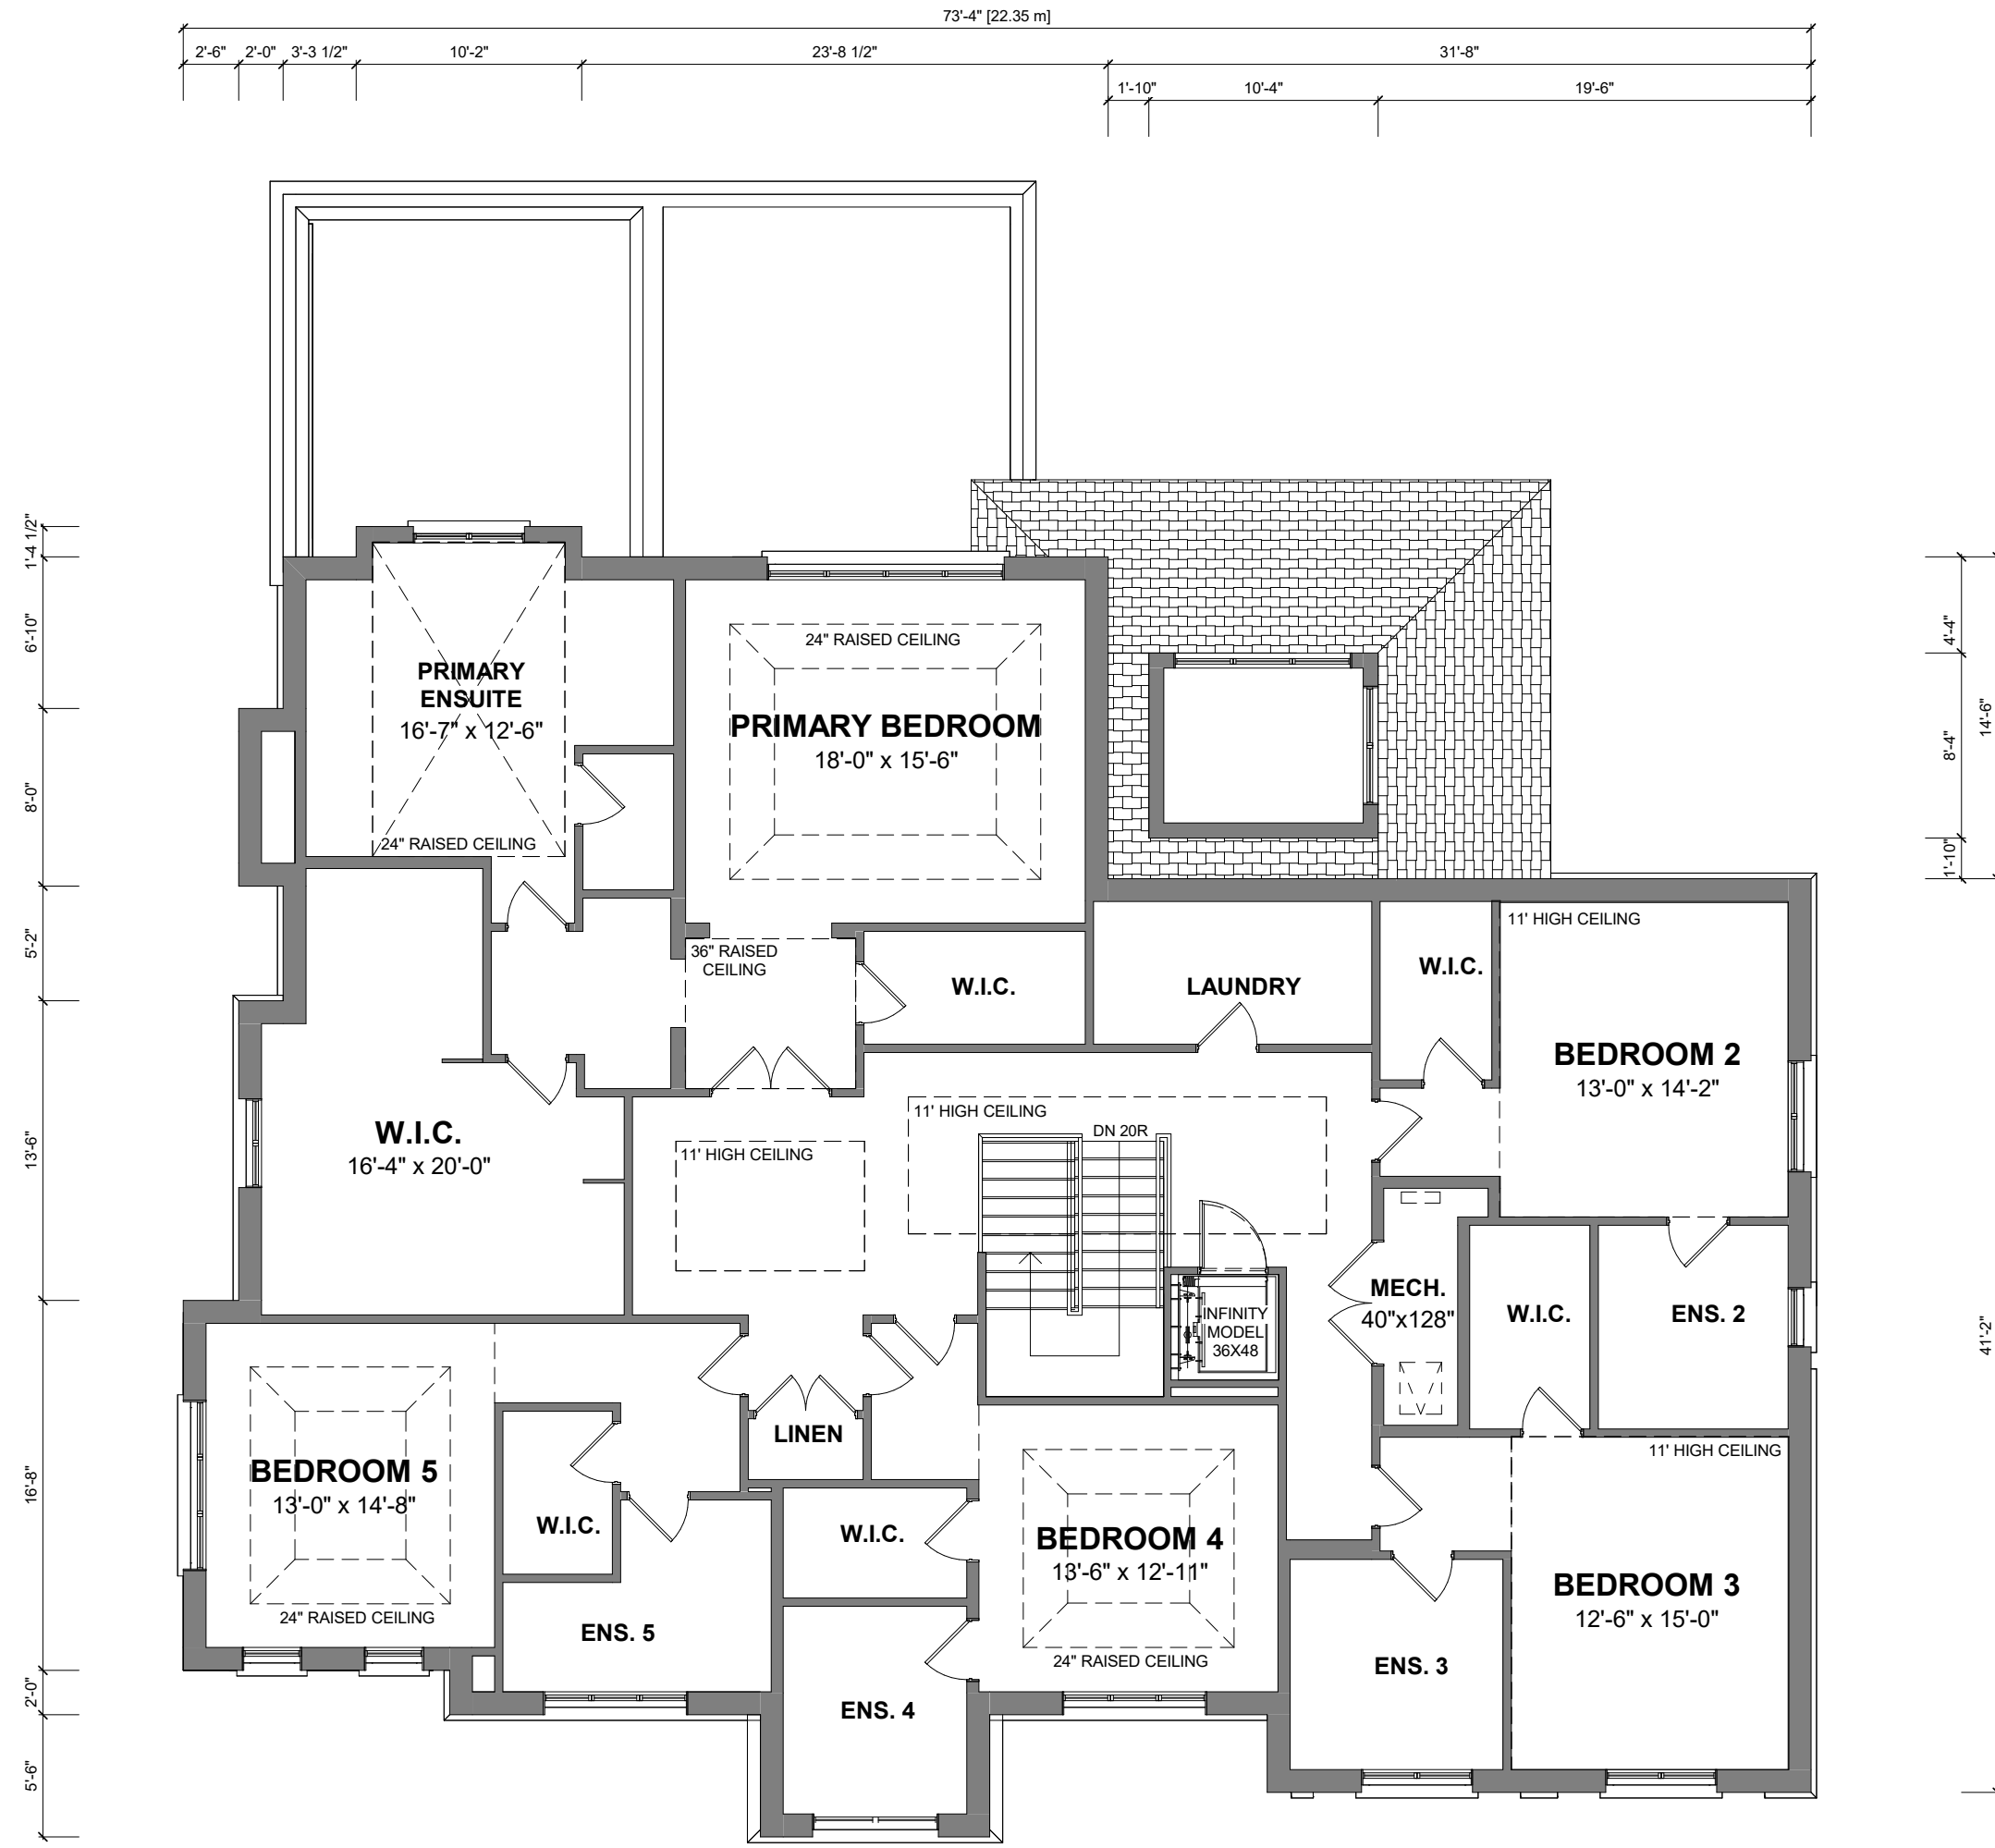 73'-4" [22.35 m]
2'-6" 2'-0" 3'-3 1/2" 10'-2" 23'-8 1/2" 31'-8"
1'-10" 10'-4" 19'-6"
1'-4 1/2"
6'-10"
8'-0"
5'-2"
13'-6"
16'-8"
2'-0"
5'-6"
4'-4"
8'-4"
1'-10"
14'-6"
41'-2"
PRIMARY
ENSUITE
16'-7" x 12'-6"
24" RAISED CEILING
24" RAISED CEILING
PRIMARY BEDROOM
18'-0" x 15'-6"
36" RAISED
CEILING
W.I.C.
LAUNDRY
W.I.C.
11' HIGH CEILING
BEDROOM 2
13'-0" x 14'-2"
W.I.C.
16'-4" x 20'-0"
11' HIGH CEILING
11' HIGH CEILING
DN 20R
INFINITY
MODEL
36X48
MECH.
40"x128"
W.I.C.
ENS. 2
BEDROOM 5
13'-0" x 14'-8"
24" RAISED CEILING
W.I.C.
LINEN
ENS. 5
W.I.C.
ENS. 4
BEDROOM 4
13'-6" x 12'-11"
24" RAISED CEILING
ENS. 3
11' HIGH CEILING
BEDROOM 3
12'-6" x 15'-0"